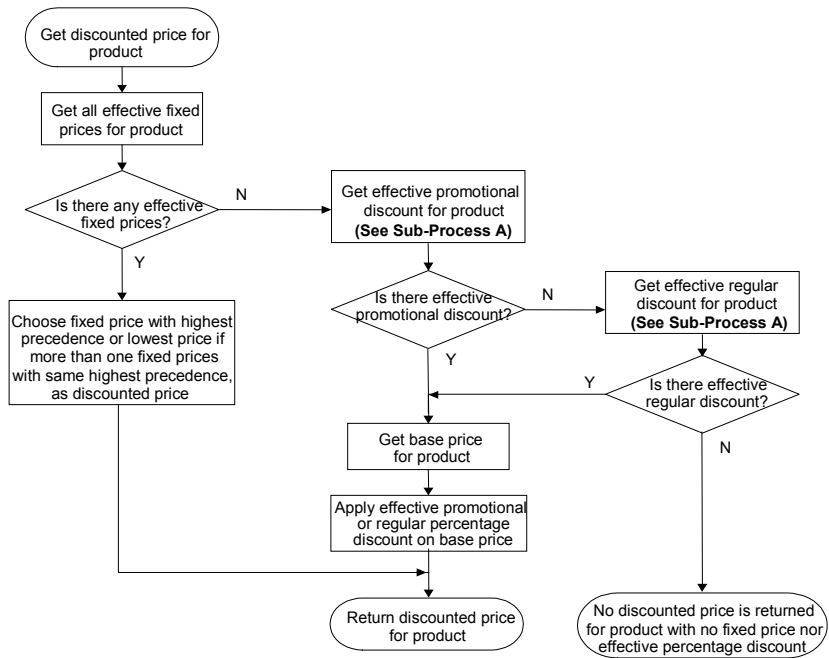 Get discounted price for
product
Get all effective fixed
prices for product
Is there any effective
fixed prices?
N
Y
Get effective promotional
discount for product
(See Sub-Process A)
Is there effective
promotional discount?
N
Y
Get effective regular
discount for product
(See Sub-Process A)
Is there effective
regular discount?
Y
N
Choose fixed price with highest
precedence or lowest price if
more than one fixed prices
with same highest precedence,
as discounted price
Get base price
for product
Apply effective promotional
or regular percentage
discount on base price
Return discounted price
for product
No discounted price is returned
for product with no fixed price nor
effective percentage discount